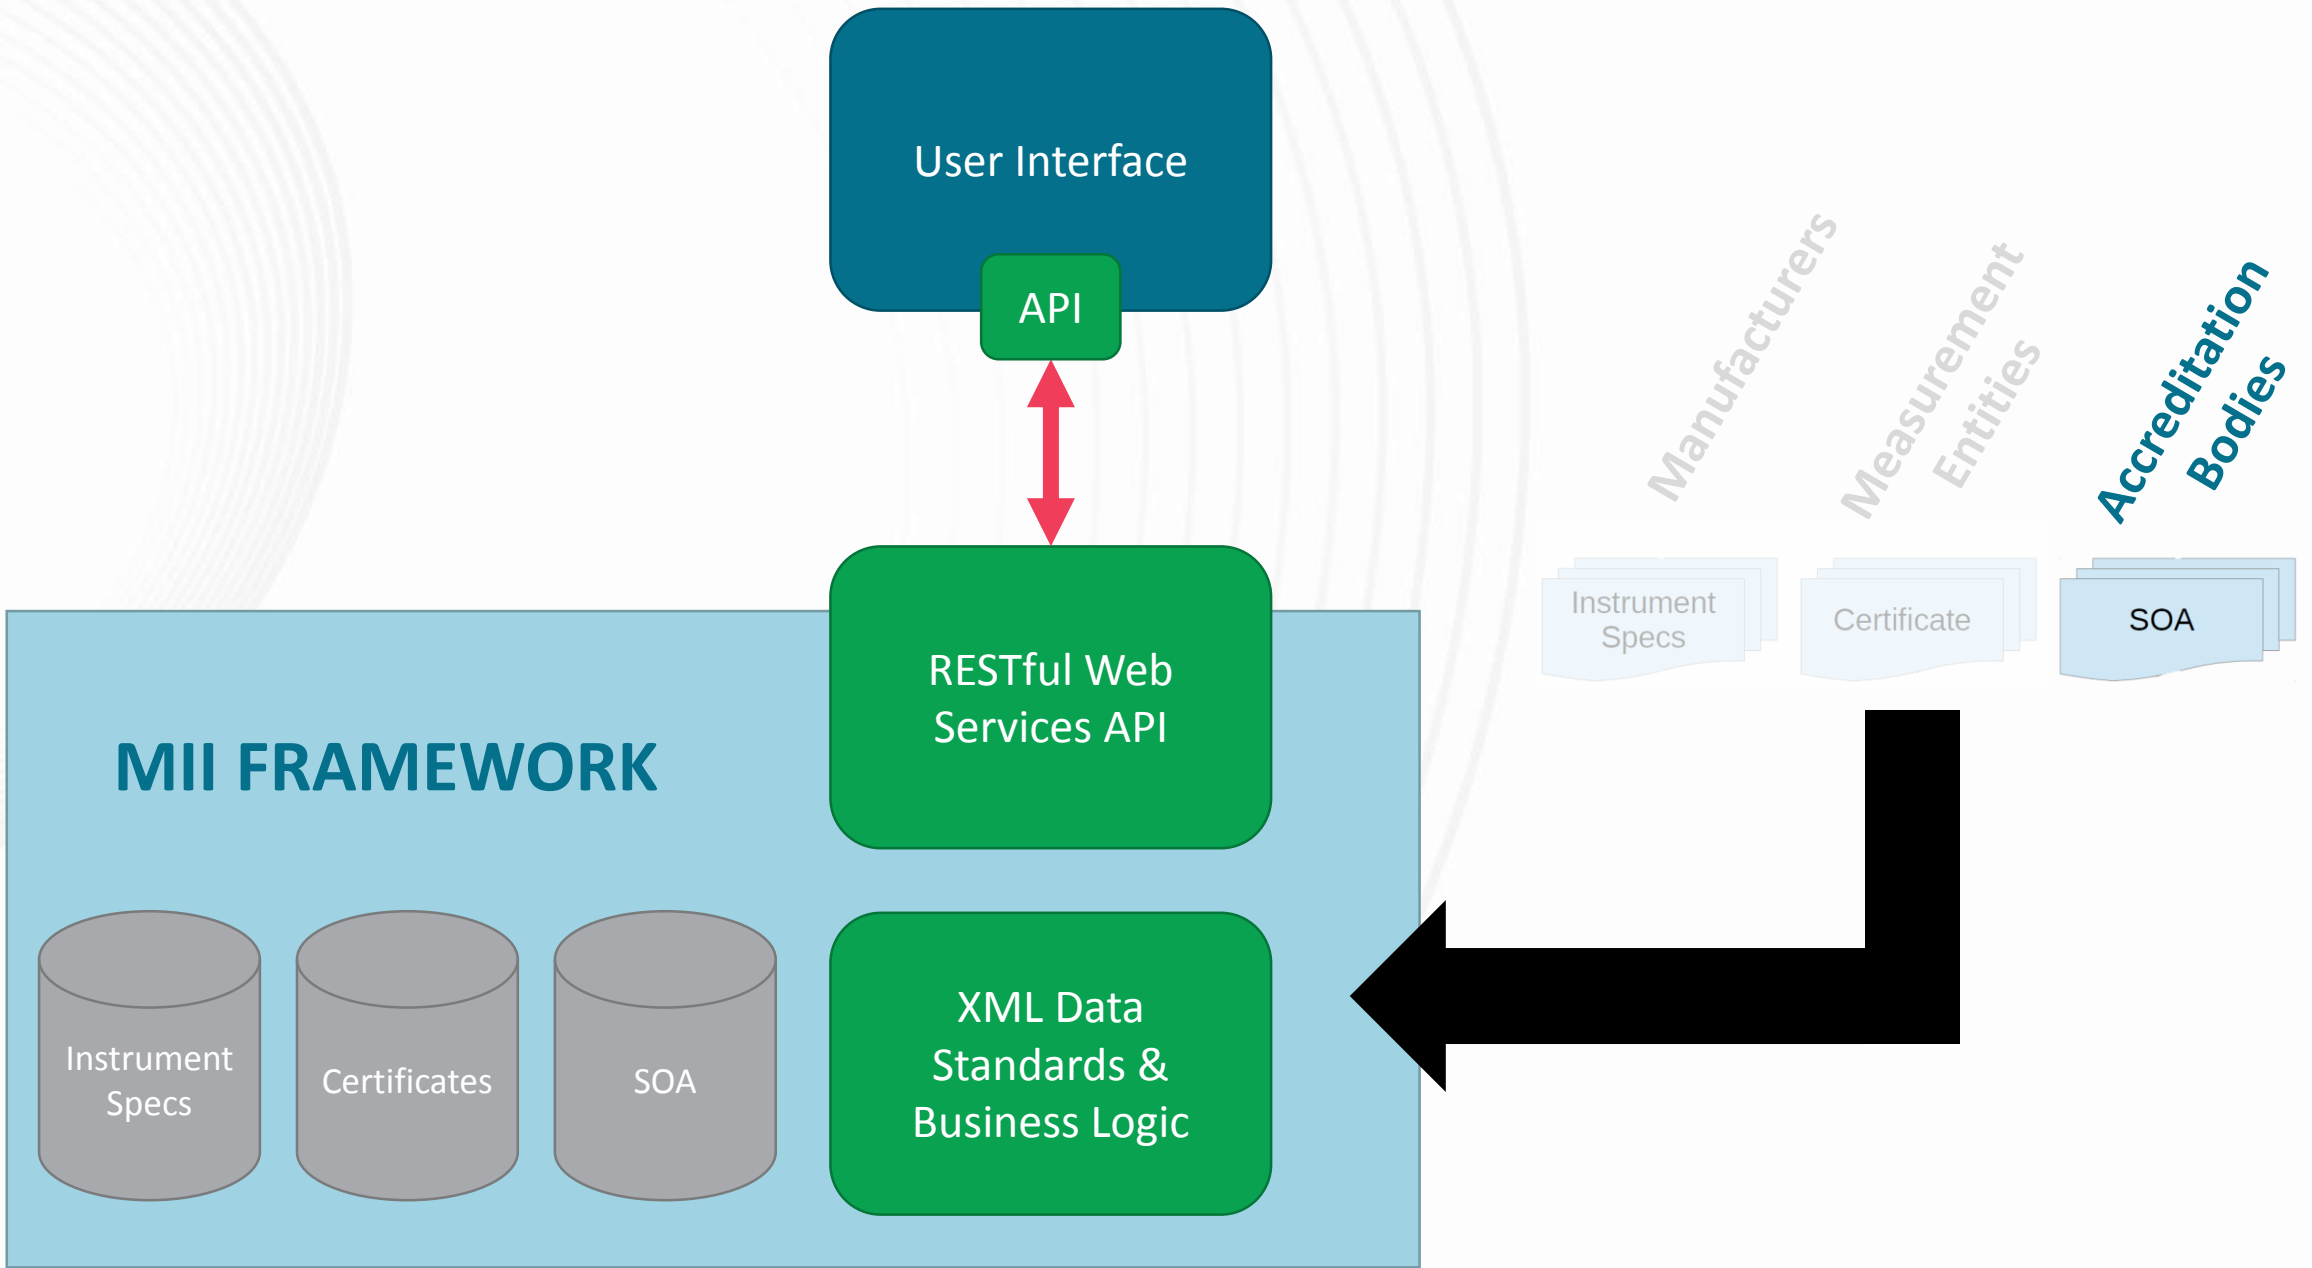 User Interface
API
Manufacturers
Measurement
Entities
Accreditation
Bodies
Instrument
Specs
Certificate
SOA
RESTful Web
Services API
MII FRAMEWORK
Instrument
Specs
Certificates
SOA
XML Data
Standards &
Business Logic